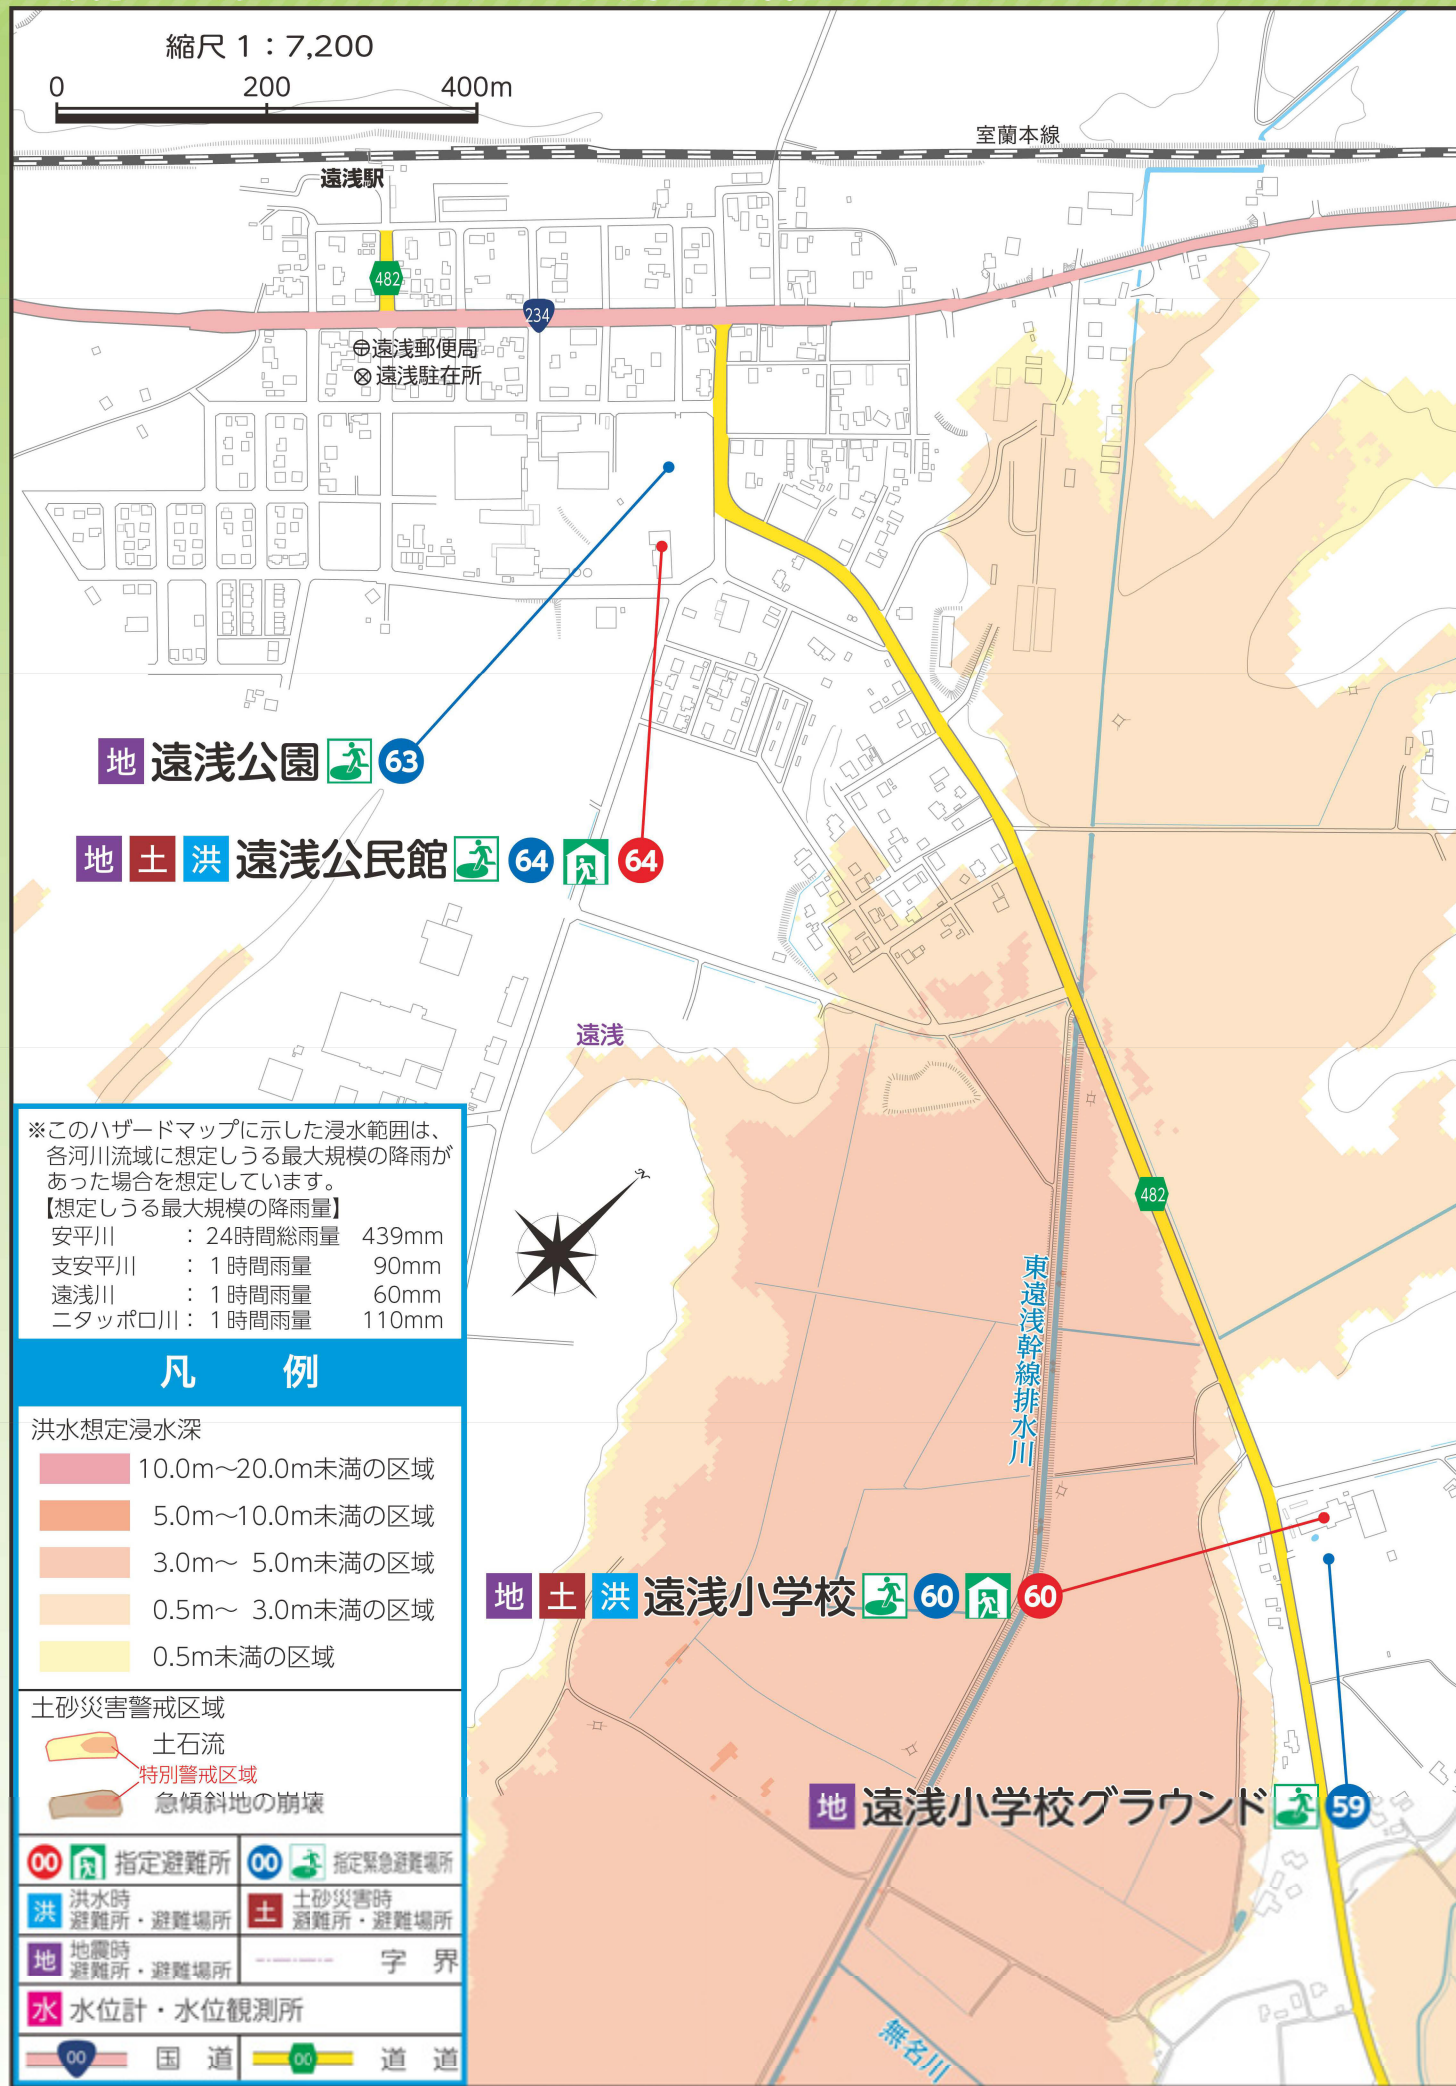 縮尺 1：7,200
0 200 400m
室蘭本線
遠浅駅
482
234
遠浅郵便局
遠浅駐在所
地 遠浅公園 63
地 土 洪 遠浅公民館 64 64
遠浅
※このハザードマップに示した浸水範囲は、
各河川流域に想定しうる最大規模の降雨が
あった場合を想定しています。
【想定しうる最大規模の降雨量】
安平川 ：24時間総雨量 439mm
支安平川 ：1時間雨量 90mm
遠浅川 ：1時間雨量 60mm
ニタッポロ川：1時間雨量 110mm
N
482
東遠浅幹線排水川
凡 例
洪水想定浸水深
10.0m～20.0m未満の区域
5.0m～10.0m未満の区域
3.0m～ 5.0m未満の区域
0.5m～ 3.0m未満の区域
0.5m未満の区域
地 土 洪 遠浅小学校 60 60
土砂災害警戒区域
土石流
特別警戒区域
急傾斜地の崩壊
地 遠浅小学校グラウンド 59
00 指定避難所 00 指定緊急避難場所
洪 洪水時
避難所・避難場所
土 土砂災害時
避難所・避難場所
地 地震時
避難所・避難場所
字 界
水 水位計・水位観測所
00 国 道 00 道 道
無名川